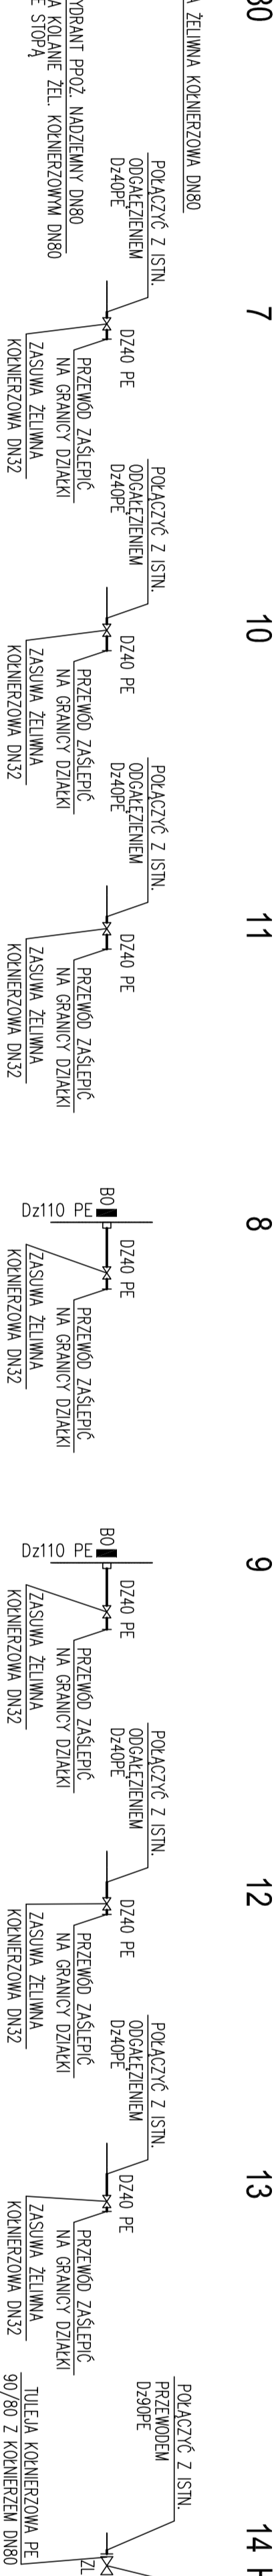 A ŻELIWNA KOŁNIERZOWA DN80
YDRANT PPOŻ. NADZIEMNY DN80
A KOLANIE ŻEL. KOŁNIERZOWYM DN80
E STOPĄ
7
POŁĄCZYĆ Z ISTN.
ODGAŁĘZIENIEM
Dz40PE
DZ40 PE
PRZEWÓD ZAŚLEPIĆ
NA GRANICY DZIAŁKI
ZASUWA ŻELIWNA
KOŁNIERZOWA DN32
10
POŁĄCZYĆ Z ISTN.
ODGAŁĘZIENIEM
Dz40PE
DZ40 PE
PRZEWÓD ZAŚLEPIĆ
NA GRANICY DZIAŁKI
ZASUWA ŻELIWNA
KOŁNIERZOWA DN32
11
POŁĄCZYĆ Z ISTN.
ODGAŁĘZIENIEM
Dz40PE
DZ40 PE
PRZEWÓD ZAŚLEPIĆ
NA GRANICY DZIAŁKI
ZASUWA ŻELIWNA
KOŁNIERZOWA DN32
8
BO
Dz110 PE
DZ40 PE
PRZEWÓD ZAŚLEPIĆ
NA GRANICY DZIAŁKI
ZASUWA ŻELIWNA
KOŁNIERZOWA DN32
9
BO
Dz110 PE
DZ40 PE
PRZEWÓD ZAŚLEPIĆ
NA GRANICY DZIAŁKI
ZASUWA ŻELIWNA
KOŁNIERZOWA DN32
12
POŁĄCZYĆ Z ISTN.
ODGAŁĘZIENIEM
Dz40PE
DZ40 PE
PRZEWÓD ZAŚLEPIĆ
NA GRANICY DZIAŁKI
ZASUWA ŻELIWNA
KOŁNIERZOWA DN32
13
POŁĄCZYĆ Z ISTN.
ODGAŁĘZIENIEM
Dz40PE
DZ40 PE
PRZEWÓD ZAŚLEPIĆ
NA GRANICY DZIAŁKI
ZASUWA ŻELIWNA
KOŁNIERZOWA DN32
14
POŁĄCZYĆ Z ISTN.
PRZEWODEM
Dz90PE
ZL
TULEJA KOŁNIERZOWA PE
90/80 Z KOŁNIERZEM DN80